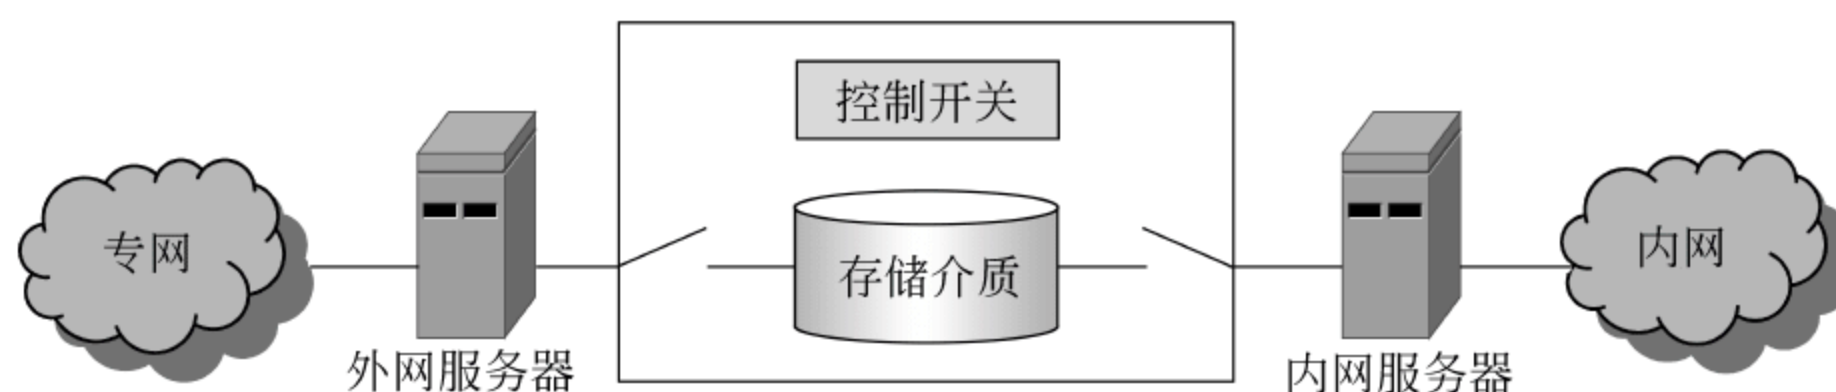 控制开关
专网
存储介质
内网
外网服务器
内网服务器